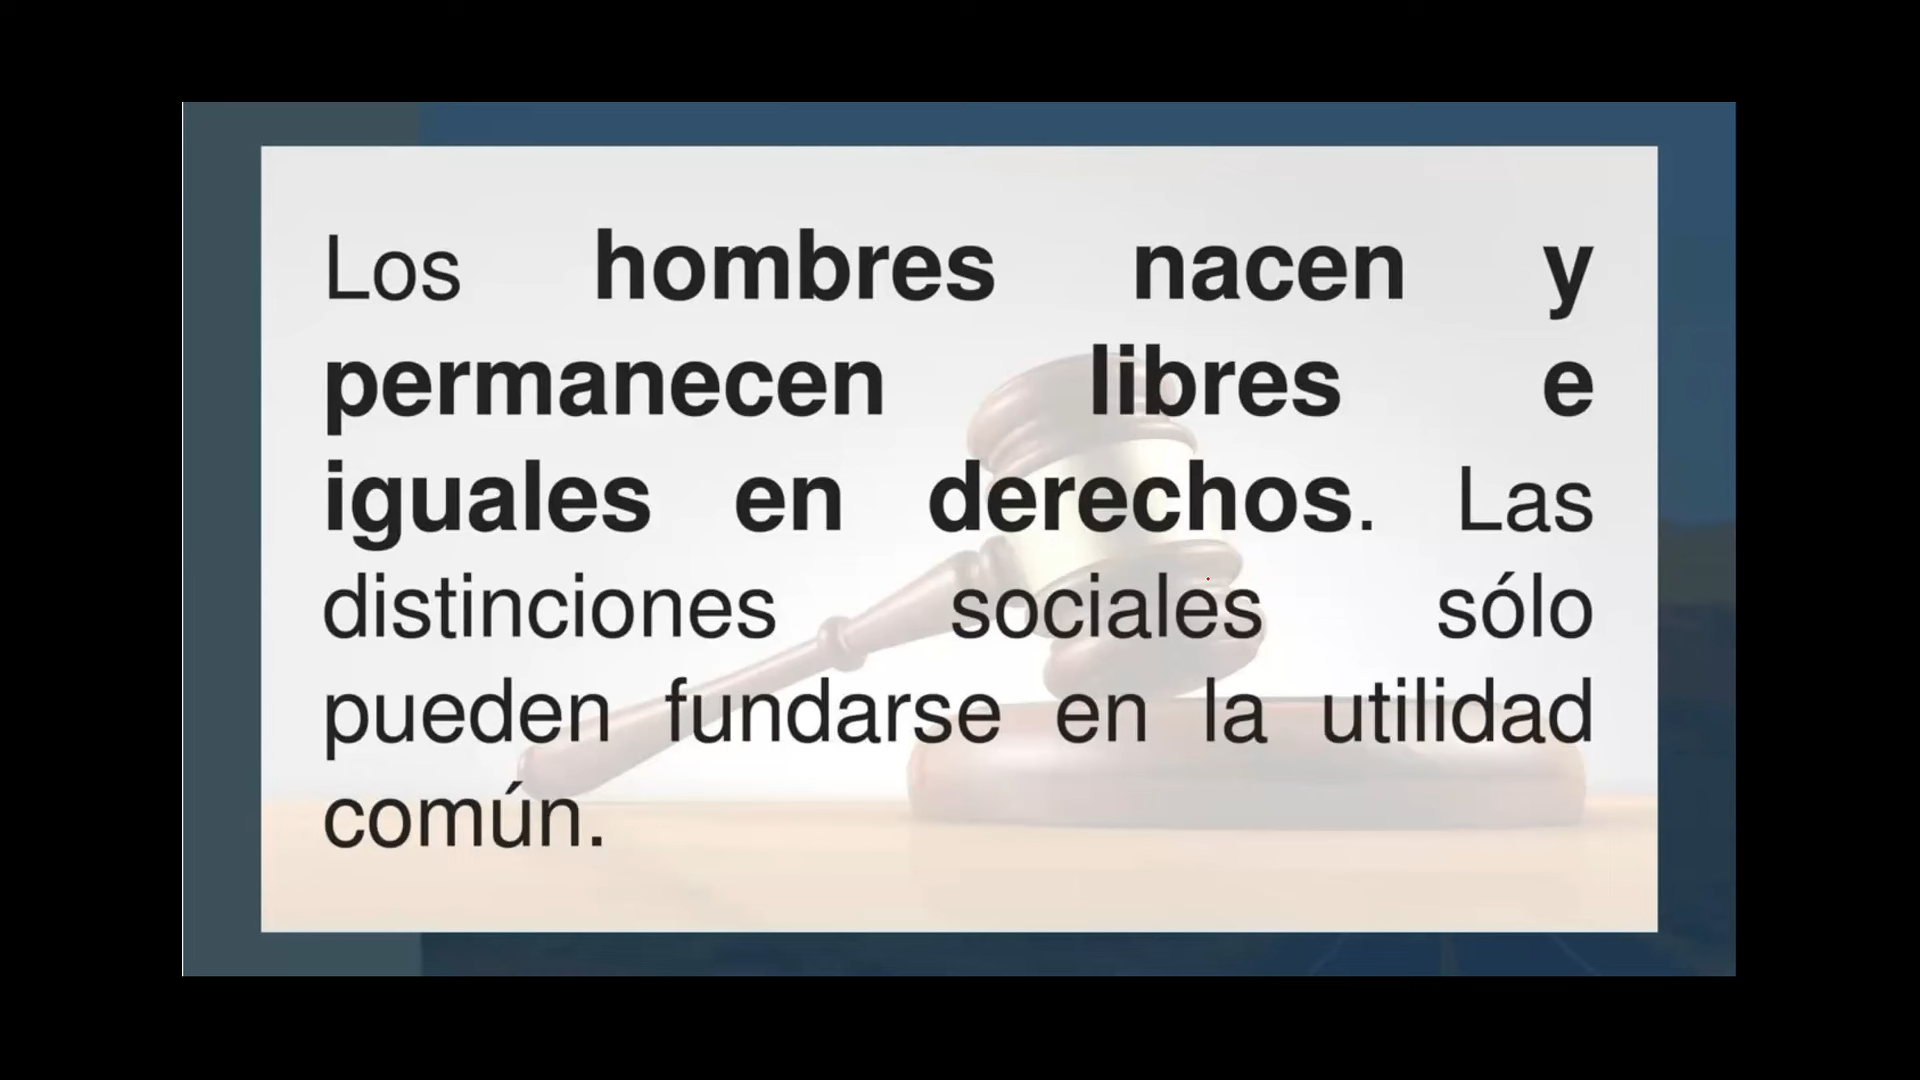 Los hombres nacen y
permanecen libres e
iguales en derechos. Las
distinciones sociales sólo
pueden fundarse en la utilidad
común.